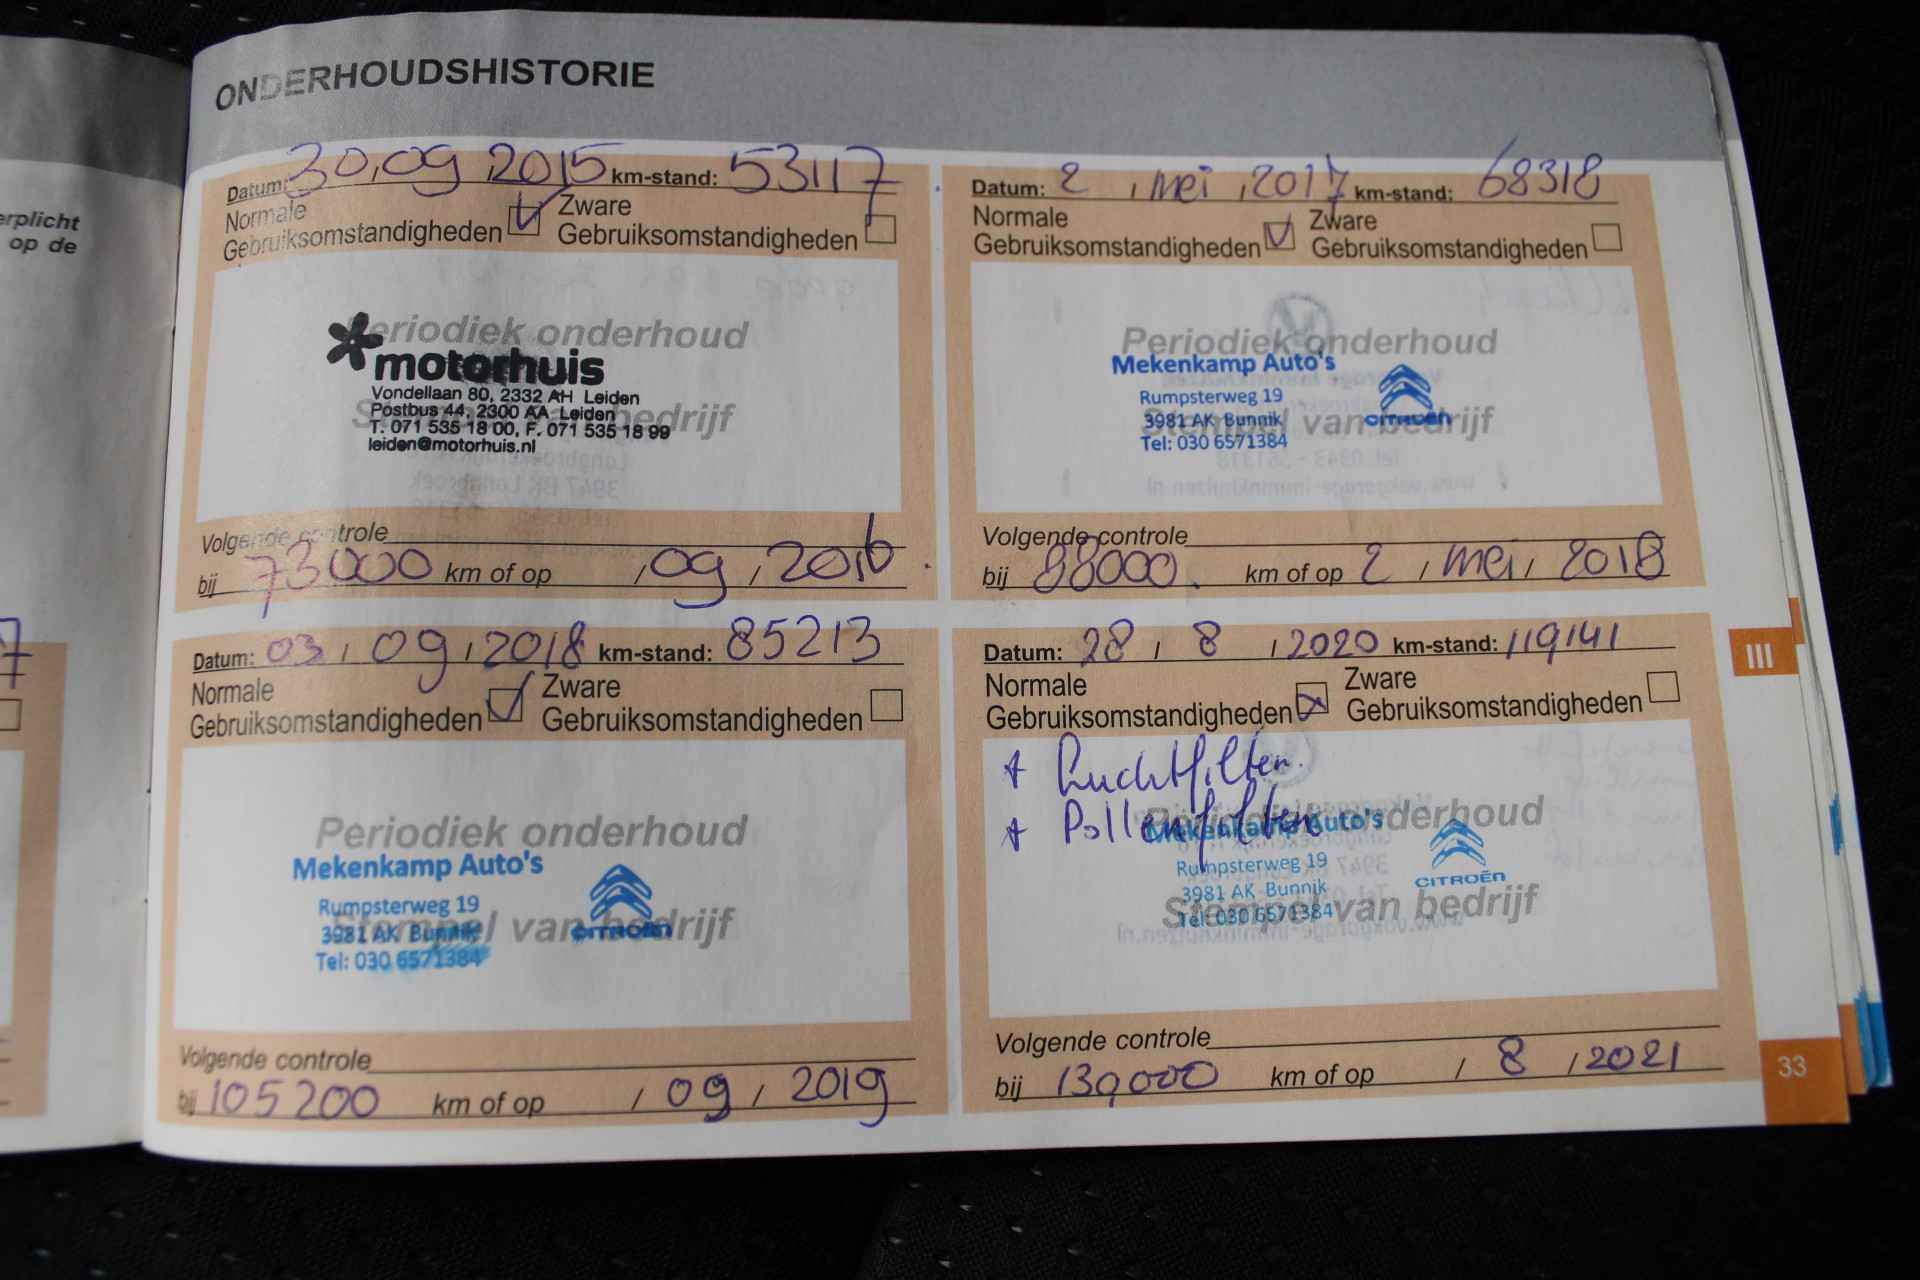 erplicht
op de
ONDERHOUDSHISTORIE
Datum: 30, 09, 2015 km-stand: 53117
Normale
Gebruiksomstandigheden
Zware
Gebruiksomstandigheden
Periodiek onderhoud
motorhuis
Vondellaan 80, 2332 AH Leiden
Postbus 44, 2300 AA Leiden
Stempel van bedrijf
T. 071 535 18 00, F. 071 535 18 99
leiden@motorhuis.nl
Volgende controle
bij 73000 km of op / 09 / 2016
Datum: 2 / mei / 2017 km-stand: 68318
Normale
Gebruiksomstandigheden
Zware
Gebruiksomstandigheden
Periodiek onderhoud
Mekenkamp Auto's
Rumpsterweg 19
3981 AK Bunnik
CITROËN
Stempel van bedrijf
Tel: 030 6571384
Volgende controle
bij 88000. km of op 2 / mei / 2018
Datum: 03 / 09 / 2018 km-stand: 85213
Normale
Gebruiksomstandigheden
Zware
Gebruiksomstandigheden
Periodiek onderhoud
Mekenkamp Auto's
Rumpsterweg 19
3981 AK Bunnik
CITROËN
Stempel van bedrijf
Tel: 030 6571384
Volgende controle
bij 105200 km of op / 09 / 2019
Datum: 28 / 8 / 2020 km-stand: 119141
Normale
Gebruiksomstandigheden
Zware
Gebruiksomstandigheden
+ Luchtfilter.
+ Pollenfilter
Periodiek onderhoud
Mekenkamp Auto's
Rumpsterweg 19
3981 AK Bunnik
CITROËN
Stempel van bedrijf
Tel: 030 6571384
Volgende controle
bij 139000 km of op / 8 / 2021
III
33